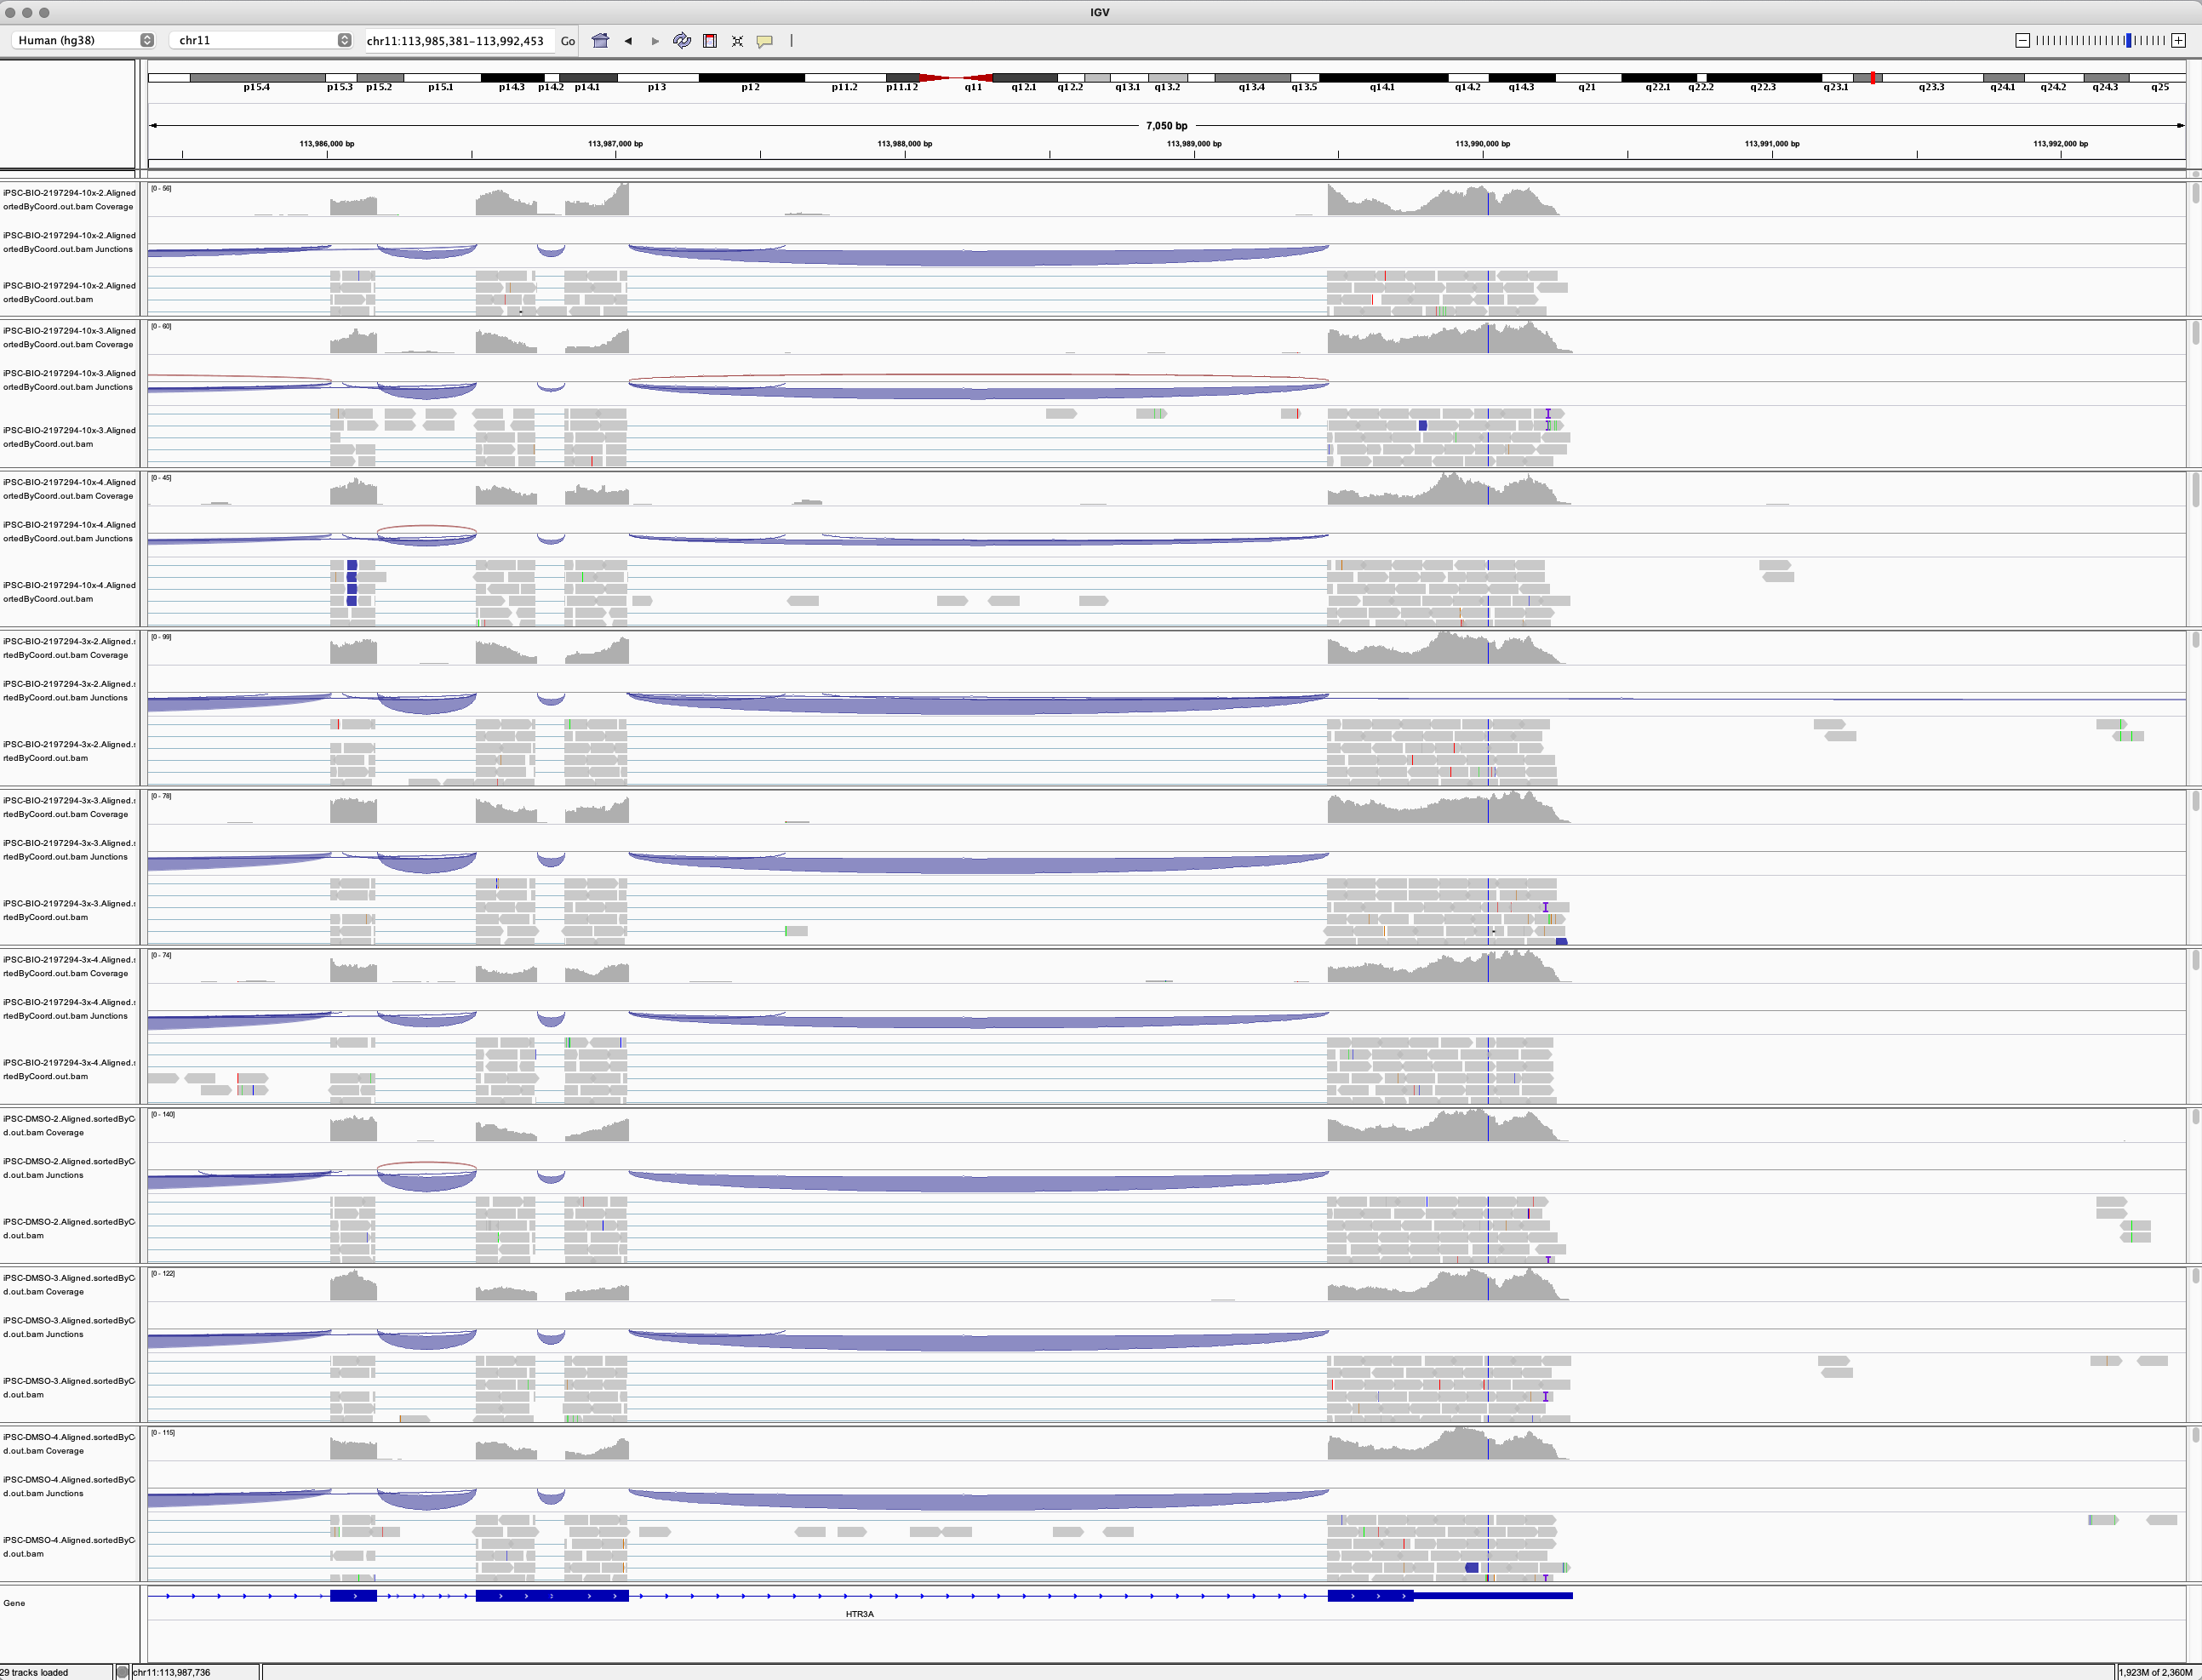 IGV
Human (hg38) chr11 chr11:113,985,381-113,992,453 Go
p15.4 p15.3 p15.2 p15.1 p14.3 p14.2 p14.1 p13 p12 p11.2 p11.12 q11 q12.1 q12.2 q13.1 q13.2 q13.4 q13.5 q14.1 q14.2 q14.3 q21 q22.1 q22.2 q22.3 q23.1 q23.3 q24.1 q24.2 q24.3 q25
7,050 bp
113,986,000 bp 113,987,000 bp 113,988,000 bp 113,989,000 bp 113,990,000 bp 113,991,000 bp 113,992,000 bp
iPSC-BIO-2197294-10x-2.Aligned [0 - 56]
ortedByCoord.out.bam Coverage
iPSC-BIO-2197294-10x-2.Aligned
ortedByCoord.out.bam Junctions
iPSC-BIO-2197294-10x-2.Aligned
ortedByCoord.out.bam
iPSC-BIO-2197294-10x-3.Aligned [0 - 60]
ortedByCoord.out.bam Coverage
iPSC-BIO-2197294-10x-3.Aligned
ortedByCoord.out.bam Junctions
iPSC-BIO-2197294-10x-3.Aligned
ortedByCoord.out.bam
iPSC-BIO-2197294-10x-4.Aligned [0 - 45]
ortedByCoord.out.bam Coverage
iPSC-BIO-2197294-10x-4.Aligned
ortedByCoord.out.bam Junctions
iPSC-BIO-2197294-10x-4.Aligned
ortedByCoord.out.bam
iPSC-BIO-2197294-3x-2.Aligned.s [0 - 99]
rtedByCoord.out.bam Coverage
iPSC-BIO-2197294-3x-2.Aligned.s
rtedByCoord.out.bam Junctions
iPSC-BIO-2197294-3x-2.Aligned.s
rtedByCoord.out.bam
iPSC-BIO-2197294-3x-3.Aligned.s [0 - 78]
rtedByCoord.out.bam Coverage
iPSC-BIO-2197294-3x-3.Aligned.s
rtedByCoord.out.bam Junctions
iPSC-BIO-2197294-3x-3.Aligned.s
rtedByCoord.out.bam
iPSC-BIO-2197294-3x-4.Aligned.s [0 - 74]
rtedByCoord.out.bam Coverage
iPSC-BIO-2197294-3x-4.Aligned.s
rtedByCoord.out.bam Junctions
iPSC-BIO-2197294-3x-4.Aligned.s
rtedByCoord.out.bam
iPSC-DMSO-2.Aligned.sortedByC [0 - 140]
d.out.bam Coverage
iPSC-DMSO-2.Aligned.sortedByC
d.out.bam Junctions
iPSC-DMSO-2.Aligned.sortedByC
d.out.bam
iPSC-DMSO-3.Aligned.sortedByC [0 - 122]
d.out.bam Coverage
iPSC-DMSO-3.Aligned.sortedByC
d.out.bam Junctions
iPSC-DMSO-3.Aligned.sortedByC
d.out.bam
iPSC-DMSO-4.Aligned.sortedByC [0 - 115]
d.out.bam Coverage
iPSC-DMSO-4.Aligned.sortedByC
d.out.bam Junctions
iPSC-DMSO-4.Aligned.sortedByC
d.out.bam
Gene
HTR3A
29 tracks loaded chr11:113,987,736 1,923M of 2,360M